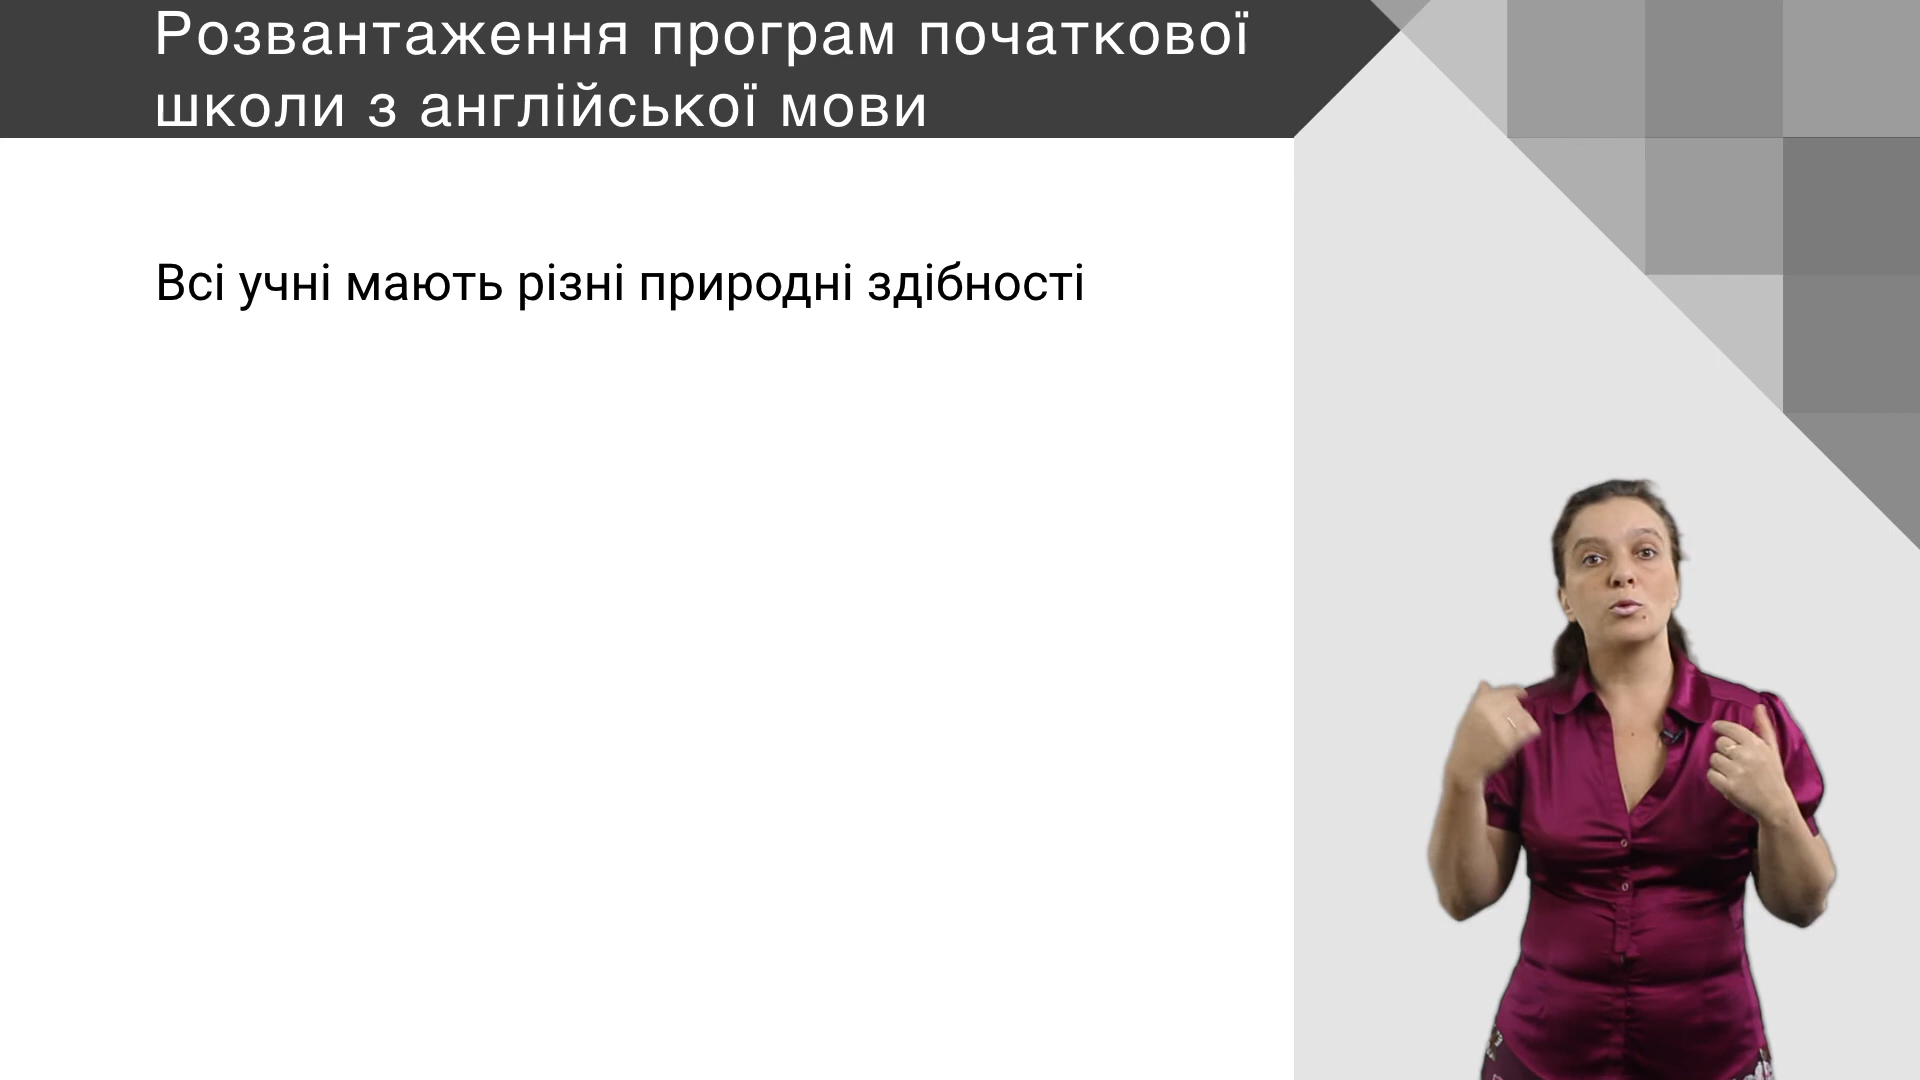 Розвантаження програм початкової
школи з англійської мови
Всі учні мають різні природні здібності